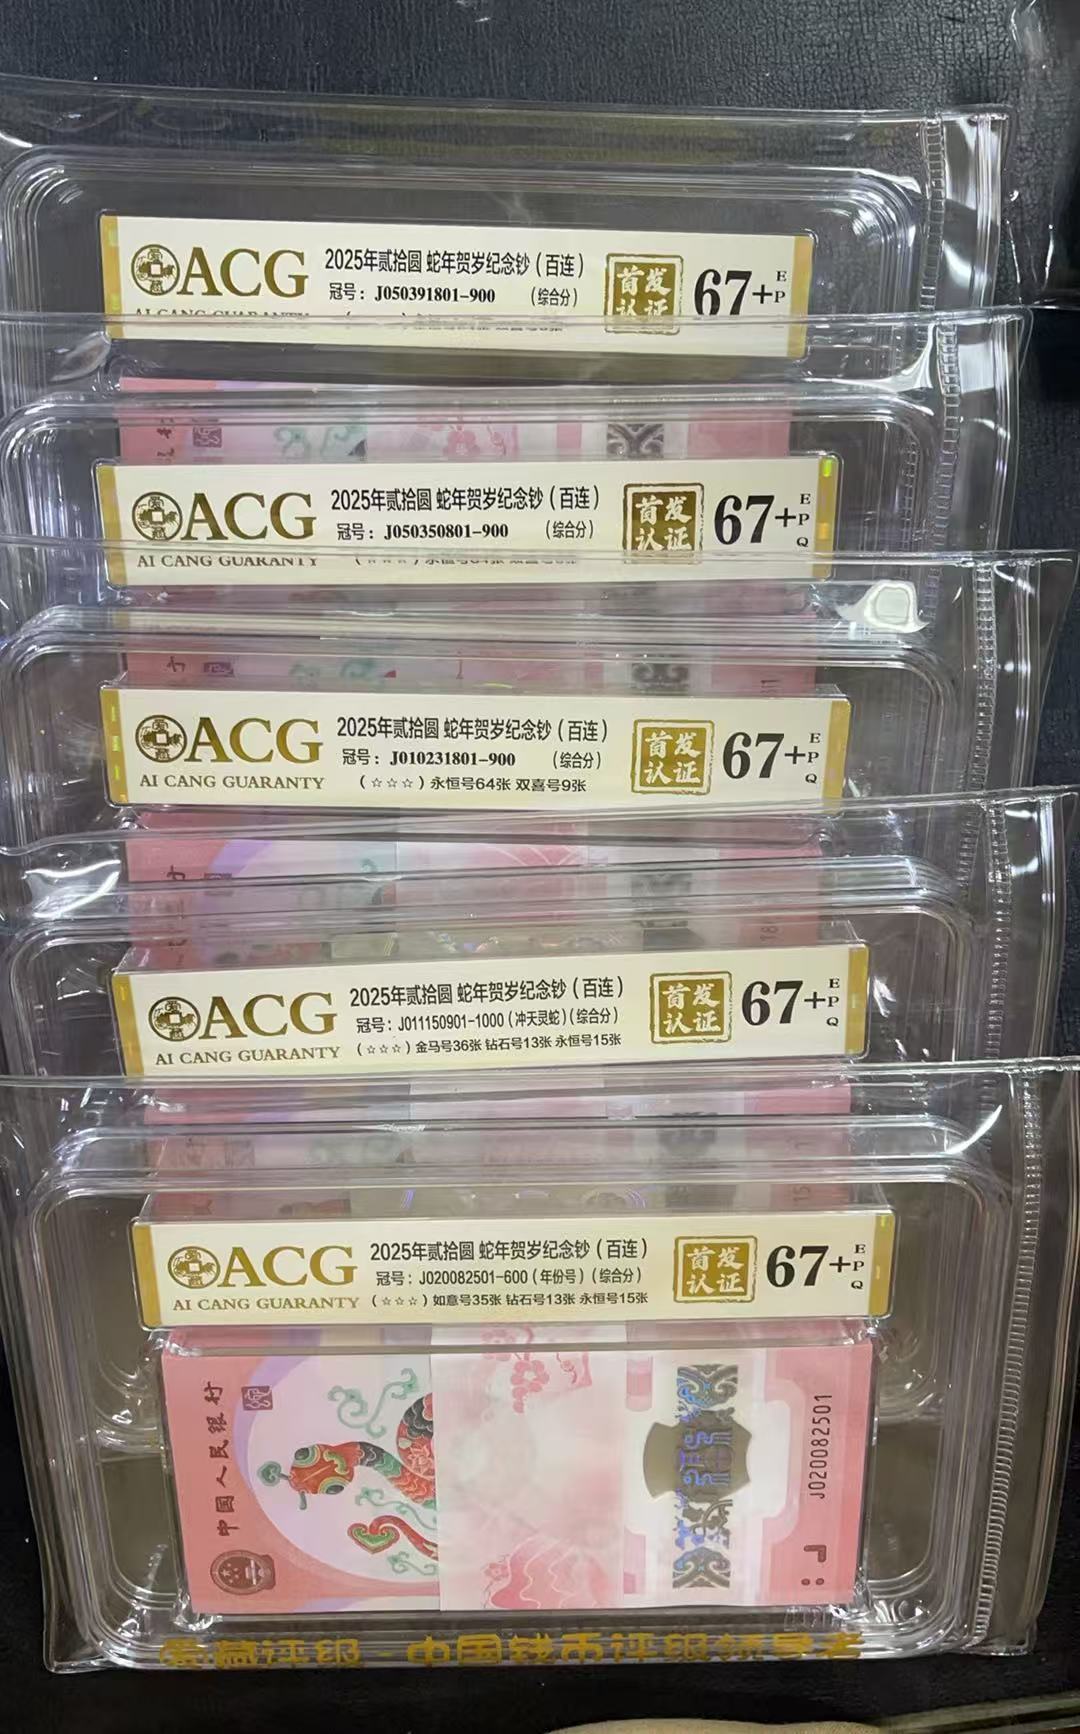 ACG
2025年贰拾圆 蛇年贺岁纪念钞（百连）
冠号：J050391801-900 （综合分）
首发
认证
67+EP
AI CANG GUARANTY
ACG
2025年贰拾圆 蛇年贺岁纪念钞（百连）
冠号：J050350801-900 （综合分）
首发
认证
67+EPQ
AI CANG GUARANTY
ACG
2025年贰拾圆 蛇年贺岁纪念钞（百连）
冠号：J010231801-900 （综合分）
AI CANG GUARANTY
（☆☆☆）永恒号64张 双喜号9张
首发
认证
67+EPQ
ACG
2025年贰拾圆 蛇年贺岁纪念钞（百连）
冠号：J011150901-1000（冲天灵蛇）（综合分）
AI CANG GUARANTY
（☆☆☆）金马号36张 钻石号13张 永恒号15张
首发
认证
67+EPQ
ACG
2025年贰拾圆 蛇年贺岁纪念钞（百连）
冠号：J020082501-600（年份号）（综合分）
AI CANG GUARANTY
（☆☆☆）如意号35张 钻石号13张 永恒号15张
首发
认证
67+EPQ
中国人民银行
J020082501
爱藏评级-中国钱币评级领导者